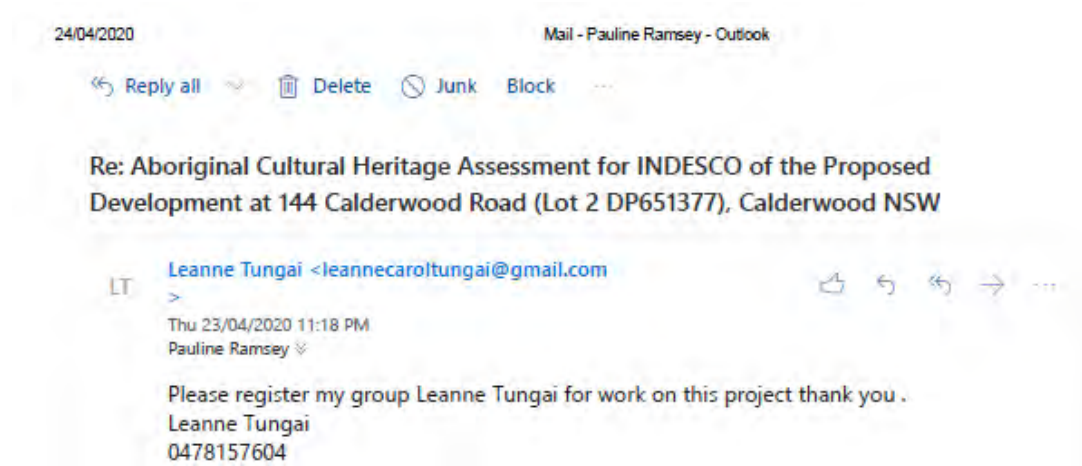 24/04/2020 Mail - Pauline Ramsey - Outlook
Reply all Delete Junk Block ...
Re: Aboriginal Cultural Heritage Assessment for INDESCO of the Proposed
Development at 144 Calderwood Road (Lot 2 DP651377), Calderwood NSW
LT
Leanne Tungai <leannecaroltungai@gmail.com
>
Thu 23/04/2020 11:18 PM
Pauline Ramsey
Please register my group Leanne Tungai for work on this project thank you .
Leanne Tungai
0478157604